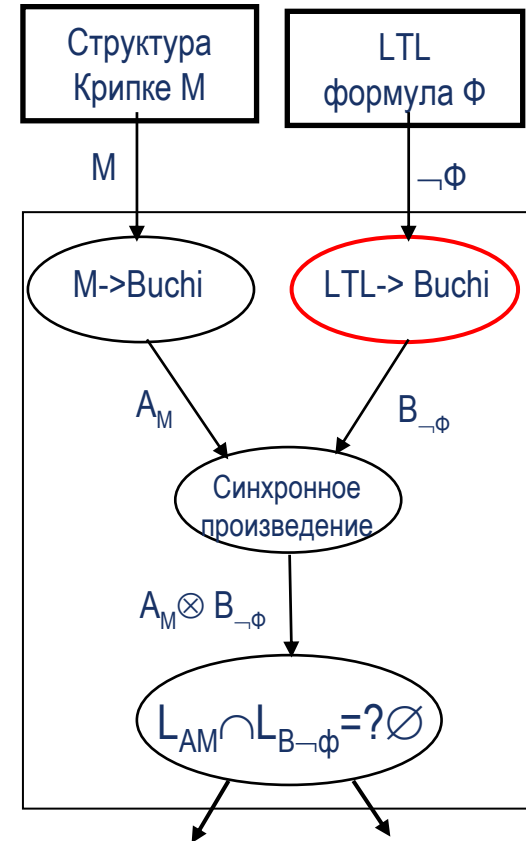 Структура
Крипке М
LTL
формула Ф
М
¬Ф
M->Buchi
LTL-> Buchi
A_M
B_¬Ф
Синхронное
произведение
A_M⊗ B_¬Ф
L_AM∩L_B¬ф=?∅